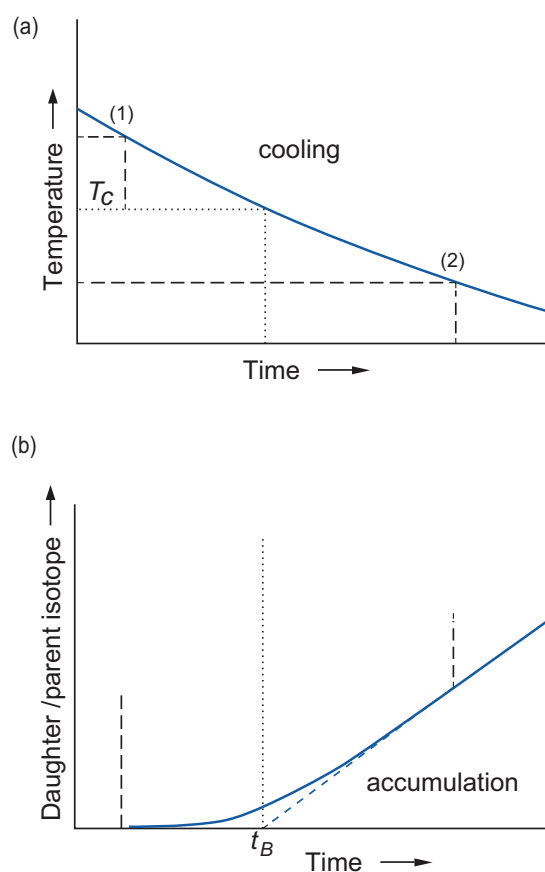 (a)
Temperature
(1)
cooling
T_C
(2)
Time
(b)
Daughter/parent isotope
accumulation
t_B
Time